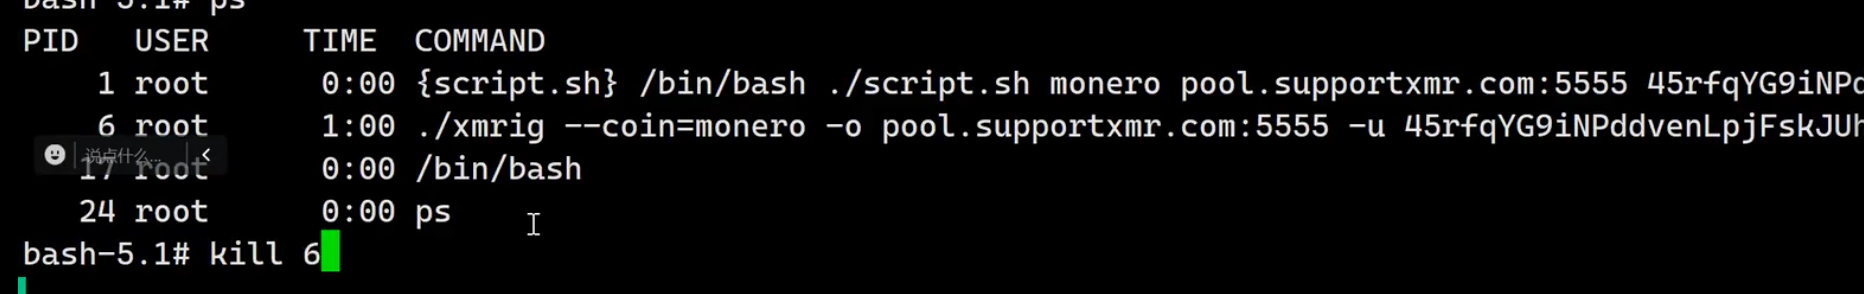 bash-5.1# ps
PID USER TIME COMMAND
1 root 0:00 {script.sh} /bin/bash ./script.sh monero pool.supportxmr.com:5555 45rfqYG9iNPd
6 root 1:00 ./xmrig --coin=monero -o pool.supportxmr.com:5555 -u 45rfqYG9iNPddvenLpjFskJUh
说点什么...
17 root 0:00 /bin/bash
24 root 0:00 ps
bash-5.1# kill 6